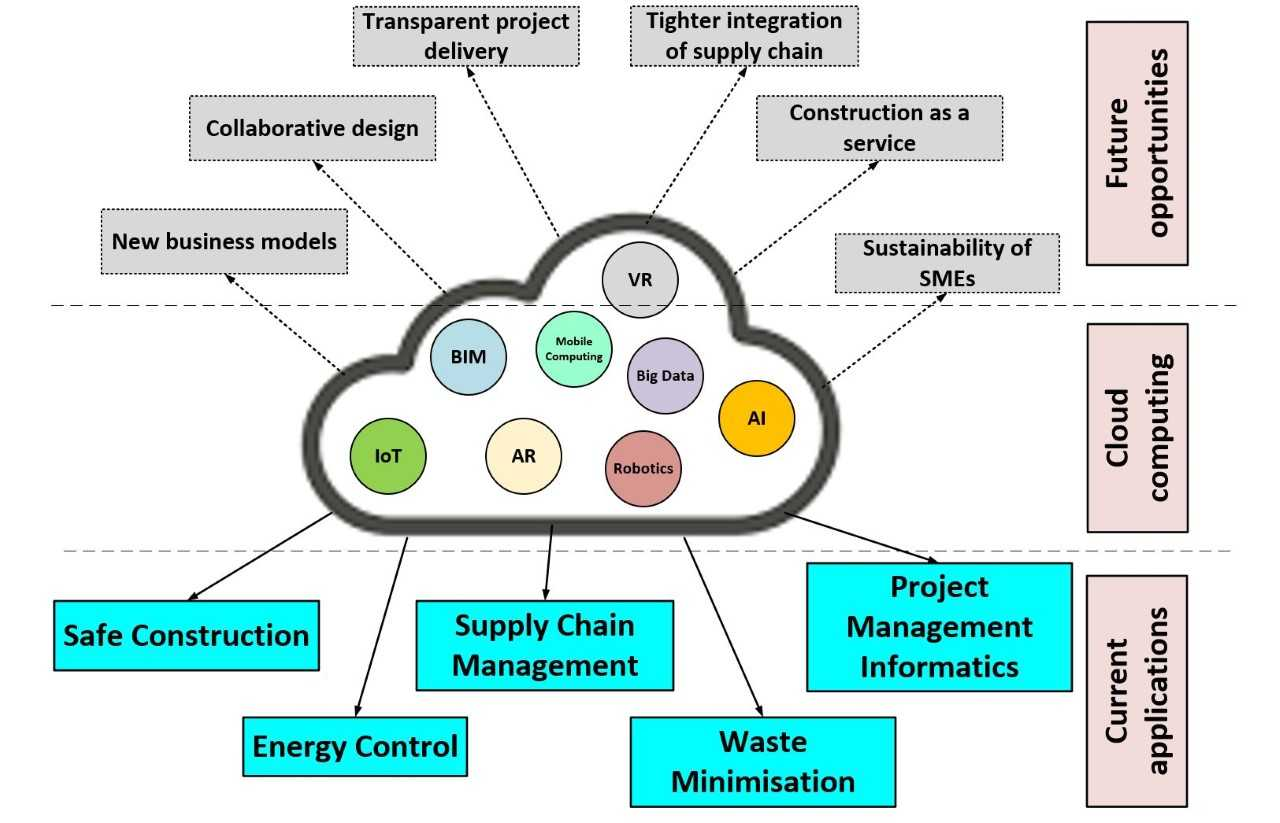 Transparent project
delivery
Tighter integration
of supply chain
Collaborative design
Construction as a
service
New business models
Sustainability of
SMEs
Future
opportunities
VR
BIM
Mobile
Computing
Big Data
AI
IoT
AR
Robotics
Cloud
computing
Safe Construction
Supply Chain
Management
Project
Management
Informatics
Energy Control
Waste
Minimisation
Current
applications